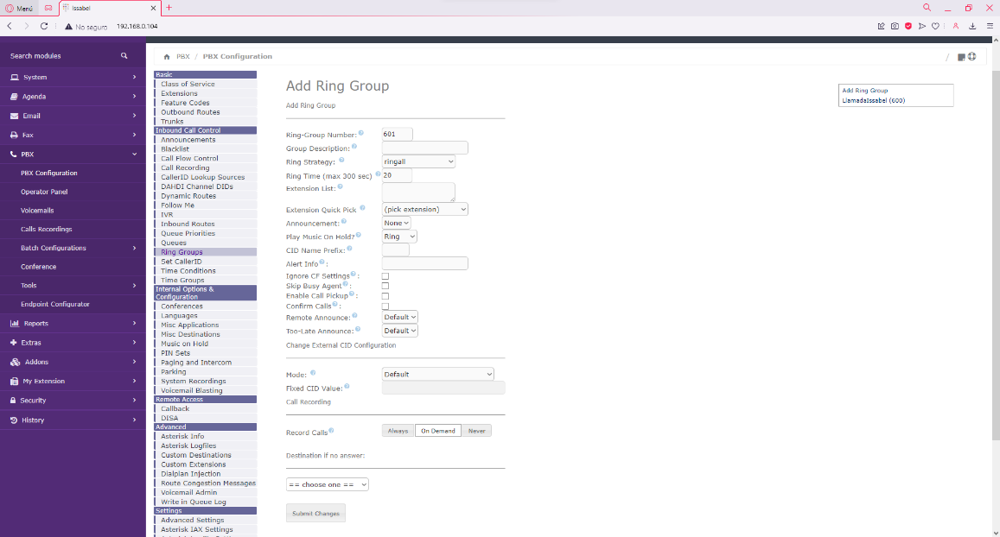 Menú
Issabel
No seguro
192.168.0.104
Search modules
System
Agenda
Email
Fax
PBX
PBX Configuration
Operator Panel
Voicemails
Calls Recordings
Batch Configurations
Conference
Tools
Endpoint Configurator
Reports
Extras
Addons
My Extension
Security
History
PBX / PBX Configuration /
Basic
Class of Service
Extensions
Feature Codes
Outbound Routes
Trunks
Inbound Call Control
Announcements
Blacklist
Call Flow Control
Call Recording
CallerID Lookup Sources
DAHDI Channel DIDs
Dynamic Routes
Follow Me
IVR
Inbound Routes
Queue Priorities
Queues
Ring Groups
Set CallerID
Time Conditions
Time Groups
Internal Options &
Configuration
Conferences
Languages
Misc Applications
Misc Destinations
Music on Hold
PIN Sets
Paging and Intercom
Parking
System Recordings
Voicemail Blasting
Remote Access
Callback
DISA
Advanced
Asterisk Info
Asterisk Logfiles
Custom Destinations
Custom Extensions
Dialplan Injection
Route Congestion Messages
Voicemail Admin
Write in Queue Log
Settings
Advanced Settings
Asterisk IAX Settings
Add Ring Group
Add Ring Group
Ring-Group Number: 601
Group Description:
Ring Strategy: ringall
Ring Time (max 300 sec) 20
Extension List:
Extension Quick Pick (pick extension)
Announcement: None
Play Music On Hold? Ring
CID Name Prefix:
Alert Info :
Ignore CF Settings :
Skip Busy Agent :
Enable Call Pickup :
Confirm Calls :
Remote Announce: Default
Too-Late Announce: Default
Change External CID Configuration
Mode: Default
Fixed CID Value:
Call Recording
Record Calls Always On Demand Never
Destination if no answer:
== choose one ==
Submit Changes
Add Ring Group
LlamadaIssabel (600)